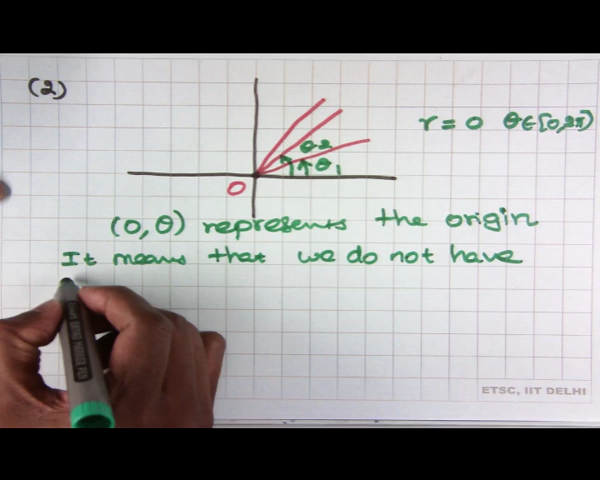 (2)
r = 0 θ∈[0,2π)
θ2
θ1
O
(0, θ) represents the origin
It means that we do not have
ETSC, IIT DELHI